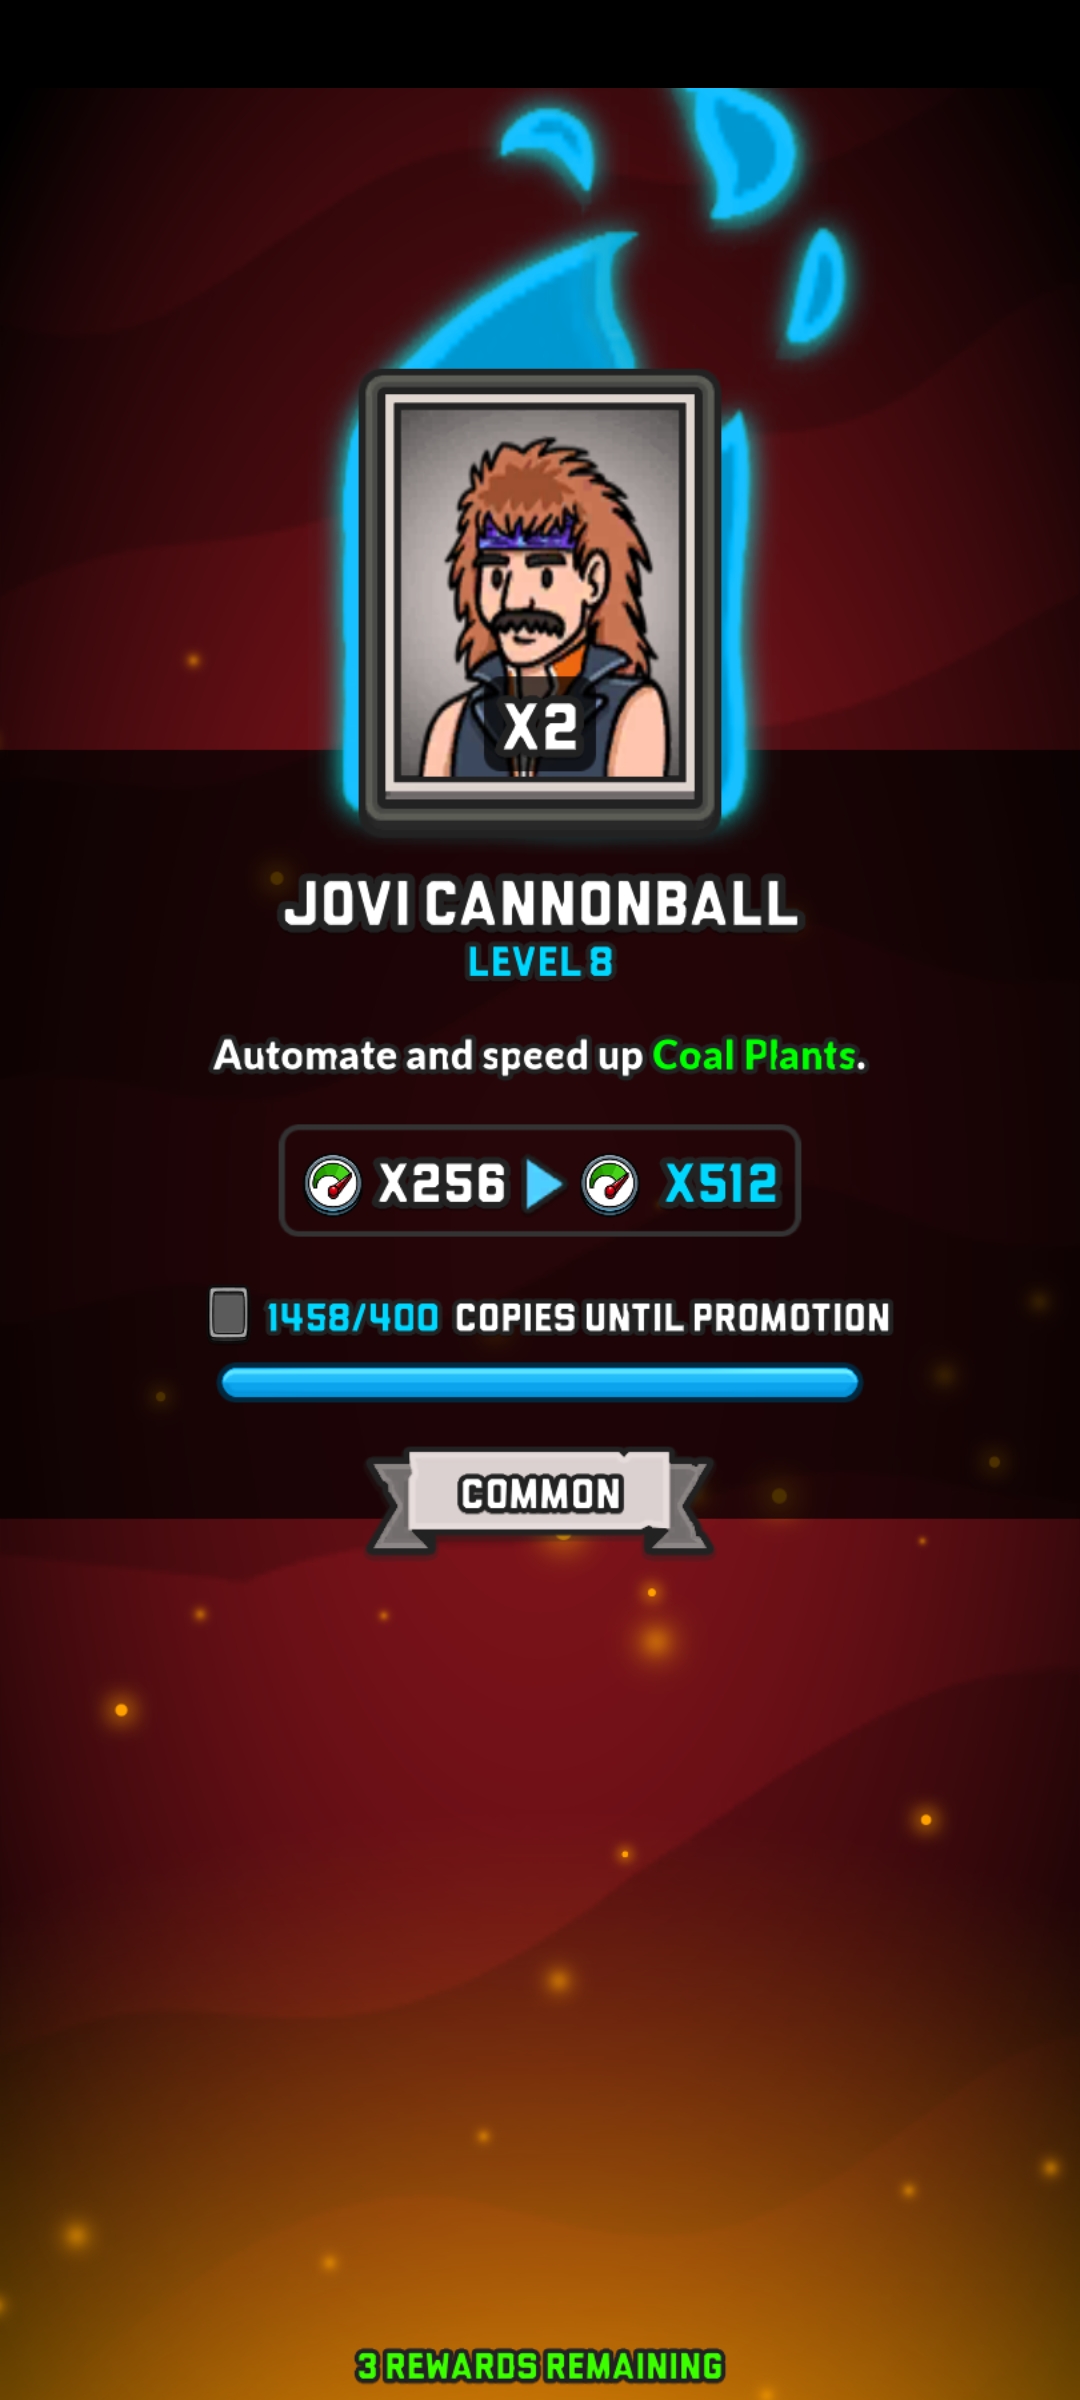 X2
JOVI CANNONBALL
LEVEL 8
Automate and speed up Coal Plants.
X256 X512
1458/400 COPIES UNTIL PROMOTION
COMMON
3 REWARDS REMAINING